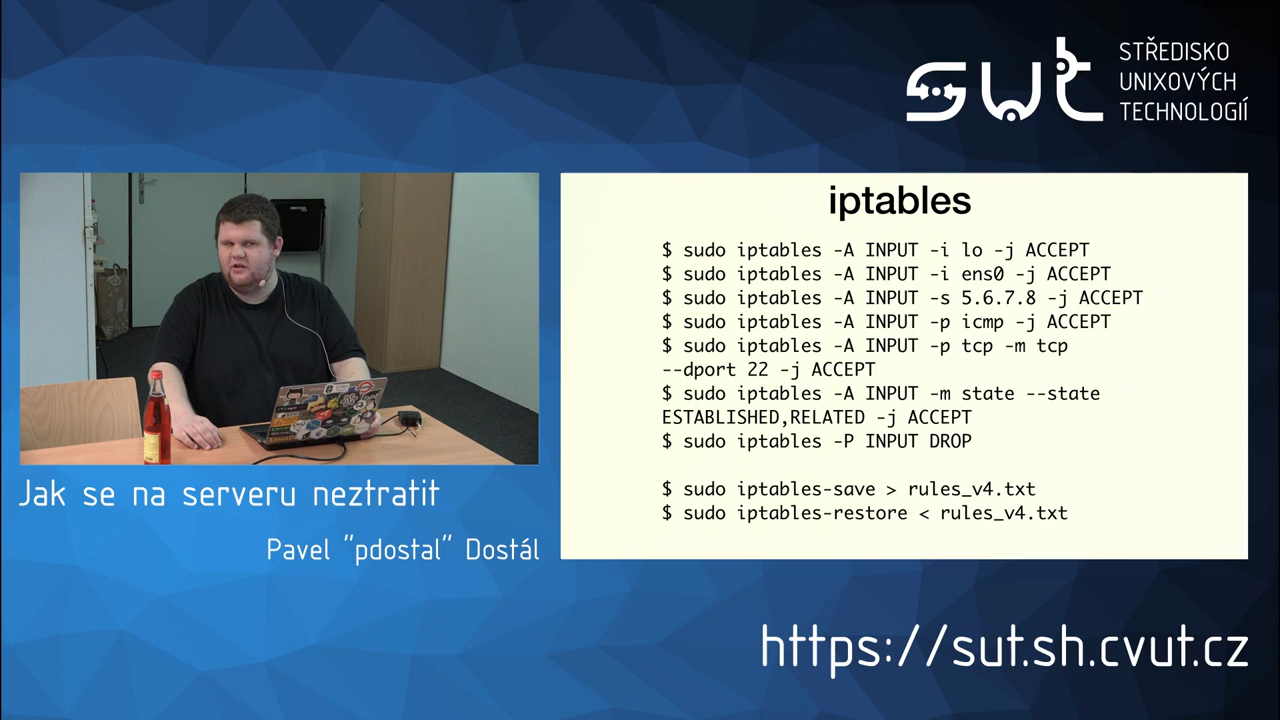 sut
STŘEDISKO
UNIXOVÝCH
TECHNOLOGIÍ
iptables
$ sudo iptables -A INPUT -i lo -j ACCEPT
$ sudo iptables -A INPUT -i ens0 -j ACCEPT
$ sudo iptables -A INPUT -s 5.6.7.8 -j ACCEPT
$ sudo iptables -A INPUT -p icmp -j ACCEPT
$ sudo iptables -A INPUT -p tcp -m tcp
--dport 22 -j ACCEPT
$ sudo iptables -A INPUT -m state --state
ESTABLISHED,RELATED -j ACCEPT
$ sudo iptables -P INPUT DROP
$ sudo iptables-save > rules_v4.txt
$ sudo iptables-restore < rules_v4.txt
Jak se na serveru neztratit
Pavel "pdostal" Dostál
https://sut.sh.cvut.cz